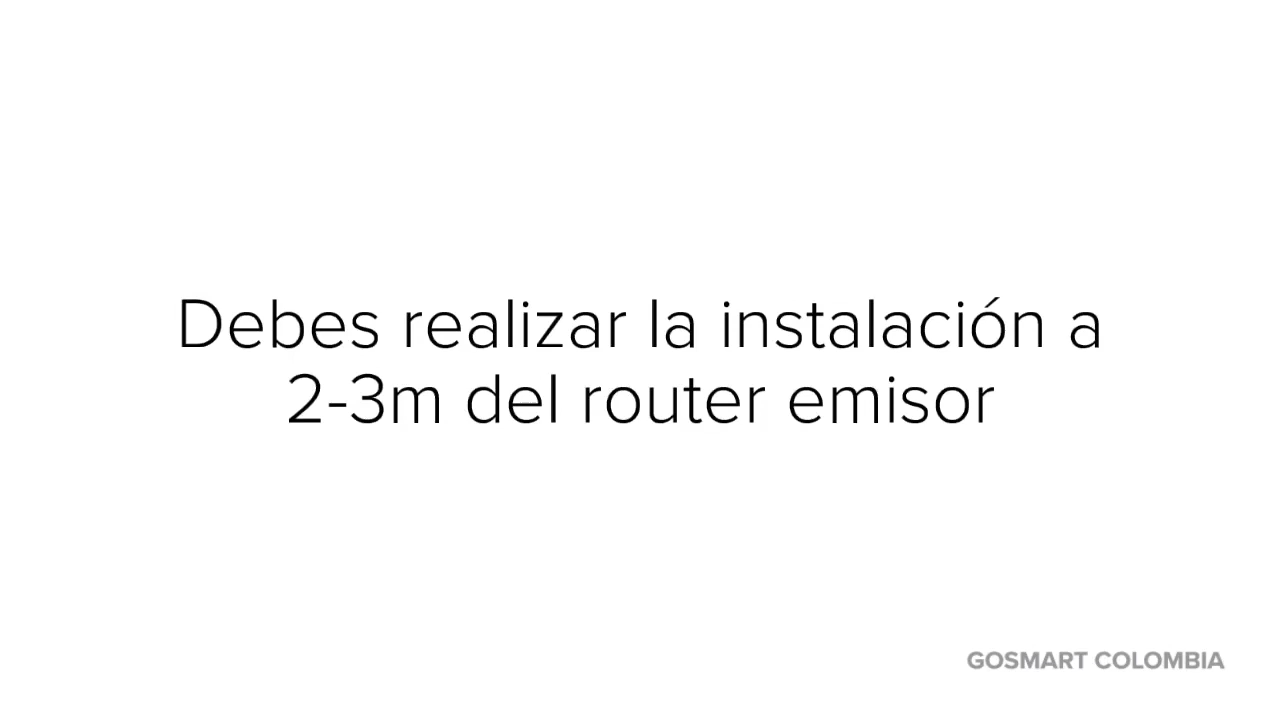 Debes realizar la instalación a
2-3m del router emisor
GOSMART COLOMBIA